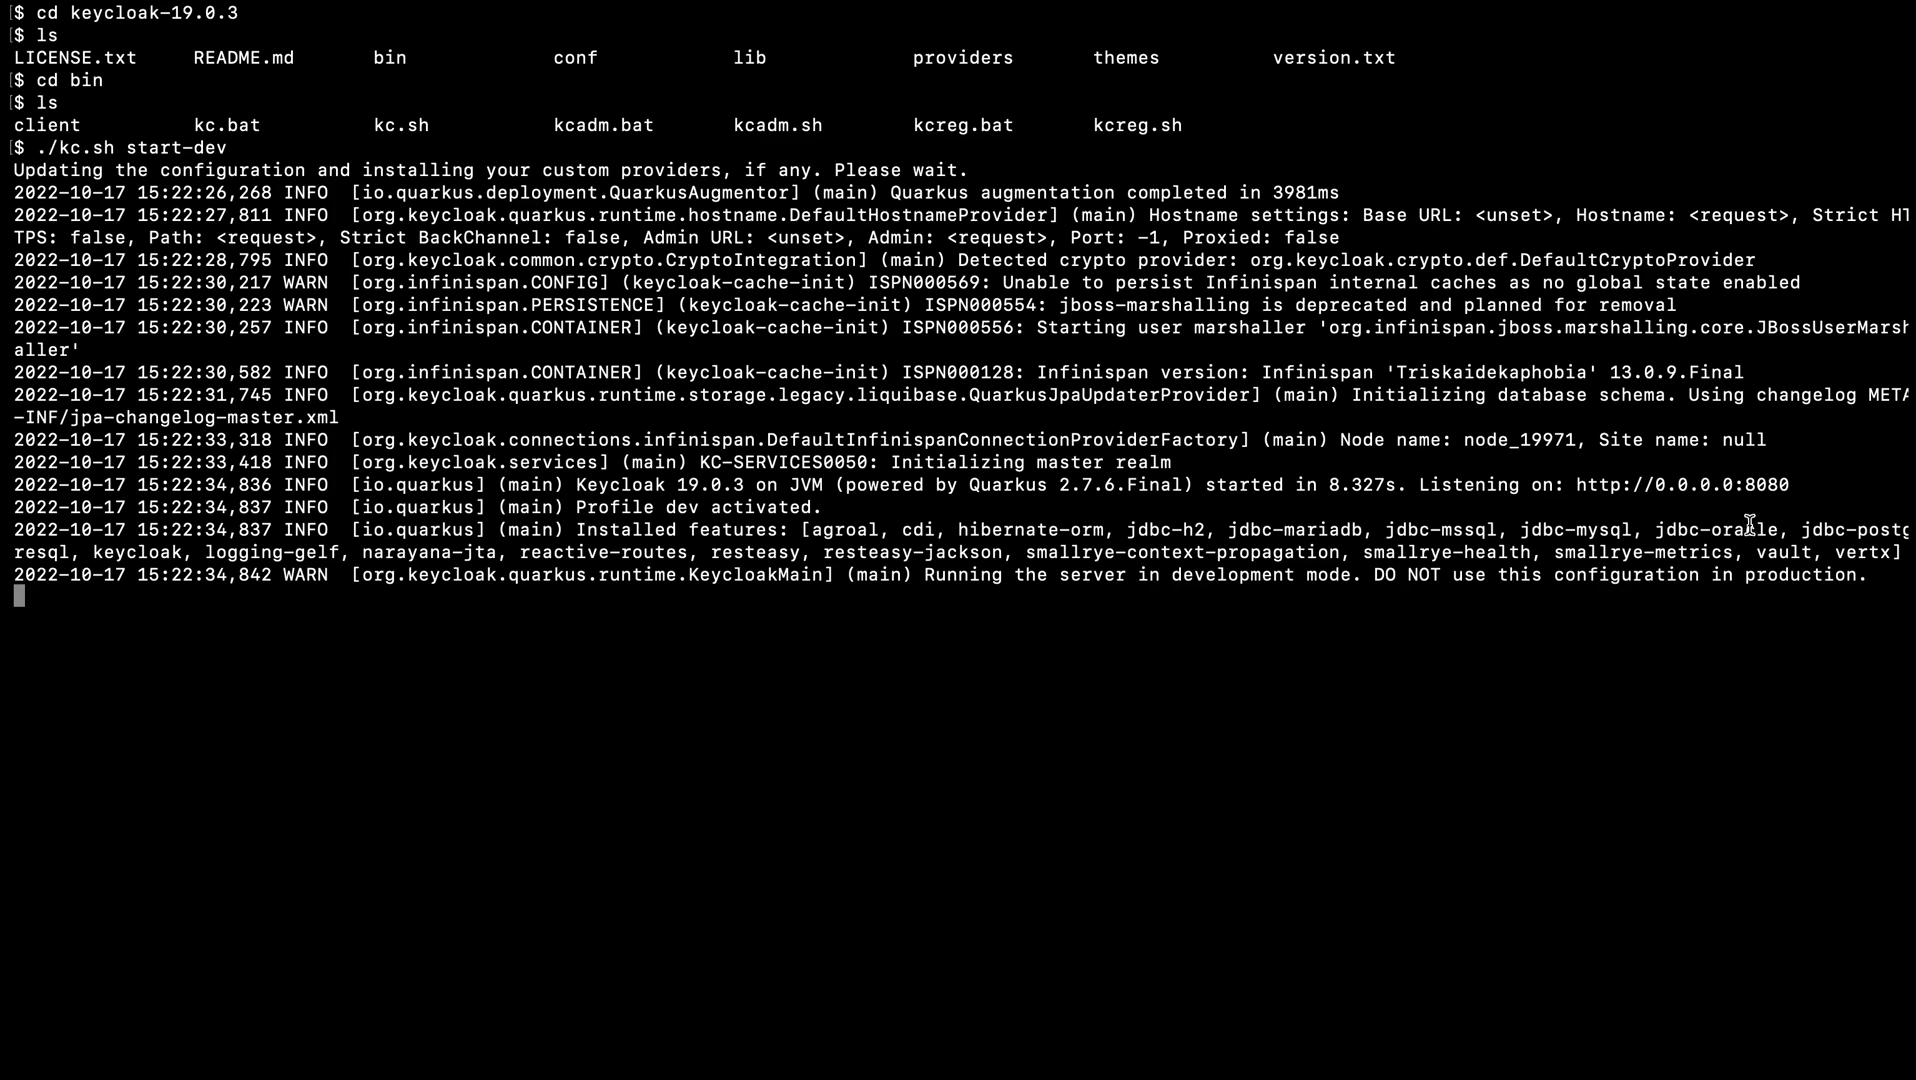 [$ cd keycloak-19.0.3
[$ ls
LICENSE.txt     README.md       bin             conf            lib             providers       themes          version.txt
[$ cd bin
[$ ls
client          kc.bat          kc.sh           kcadm.bat       kcadm.sh        kcreg.bat       kcreg.sh
[$ ./kc.sh start-dev
Updating the configuration and installing your custom providers, if any. Please wait.
2022-10-17 15:22:26,268 INFO  [io.quarkus.deployment.QuarkusAugmentor] (main) Quarkus augmentation completed in 3981ms
2022-10-17 15:22:27,811 INFO  [org.keycloak.quarkus.runtime.hostname.DefaultHostnameProvider] (main) Hostname settings: Base URL: <unset>, Hostname: <request>, Strict HT
TPS: false, Path: <request>, Strict BackChannel: false, Admin URL: <unset>, Admin: <request>, Port: -1, Proxied: false
2022-10-17 15:22:28,795 INFO  [org.keycloak.common.crypto.CryptoIntegration] (main) Detected crypto provider: org.keycloak.crypto.def.DefaultCryptoProvider
2022-10-17 15:22:30,217 WARN  [org.infinispan.CONFIG] (keycloak-cache-init) ISPN000569: Unable to persist Infinispan internal caches as no global state enabled
2022-10-17 15:22:30,223 WARN  [org.infinispan.PERSISTENCE] (keycloak-cache-init) ISPN000554: jboss-marshalling is deprecated and planned for removal
2022-10-17 15:22:30,257 INFO  [org.infinispan.CONTAINER] (keycloak-cache-init) ISPN000556: Starting user marshaller 'org.infinispan.jboss.marshalling.core.JBossUserMarsh
aller'
2022-10-17 15:22:30,582 INFO  [org.infinispan.CONTAINER] (keycloak-cache-init) ISPN000128: Infinispan version: Infinispan 'Triskaidekaphobia' 13.0.9.Final
2022-10-17 15:22:31,745 INFO  [org.keycloak.quarkus.runtime.storage.legacy.liquibase.QuarkusJpaUpdaterProvider] (main) Initializing database schema. Using changelog META
-INF/jpa-changelog-master.xml
2022-10-17 15:22:33,318 INFO  [org.keycloak.connections.infinispan.DefaultInfinispanConnectionProviderFactory] (main) Node name: node_19971, Site name: null
2022-10-17 15:22:33,418 INFO  [org.keycloak.services] (main) KC-SERVICES0050: Initializing master realm
2022-10-17 15:22:34,836 INFO  [io.quarkus] (main) Keycloak 19.0.3 on JVM (powered by Quarkus 2.7.6.Final) started in 8.327s. Listening on: http://0.0.0.0:8080
2022-10-17 15:22:34,837 INFO  [io.quarkus] (main) Profile dev activated.
2022-10-17 15:22:34,837 INFO  [io.quarkus] (main) Installed features: [agroal, cdi, hibernate-orm, jdbc-h2, jdbc-mariadb, jdbc-mssql, jdbc-mysql, jdbc-oracle, jdbc-postg
resql, keycloak, logging-gelf, narayana-jta, reactive-routes, resteasy, resteasy-jackson, smallrye-context-propagation, smallrye-health, smallrye-metrics, vault, vertx]
2022-10-17 15:22:34,842 WARN  [org.keycloak.quarkus.runtime.KeycloakMain] (main) Running the server in development mode. DO NOT use this configuration in production.